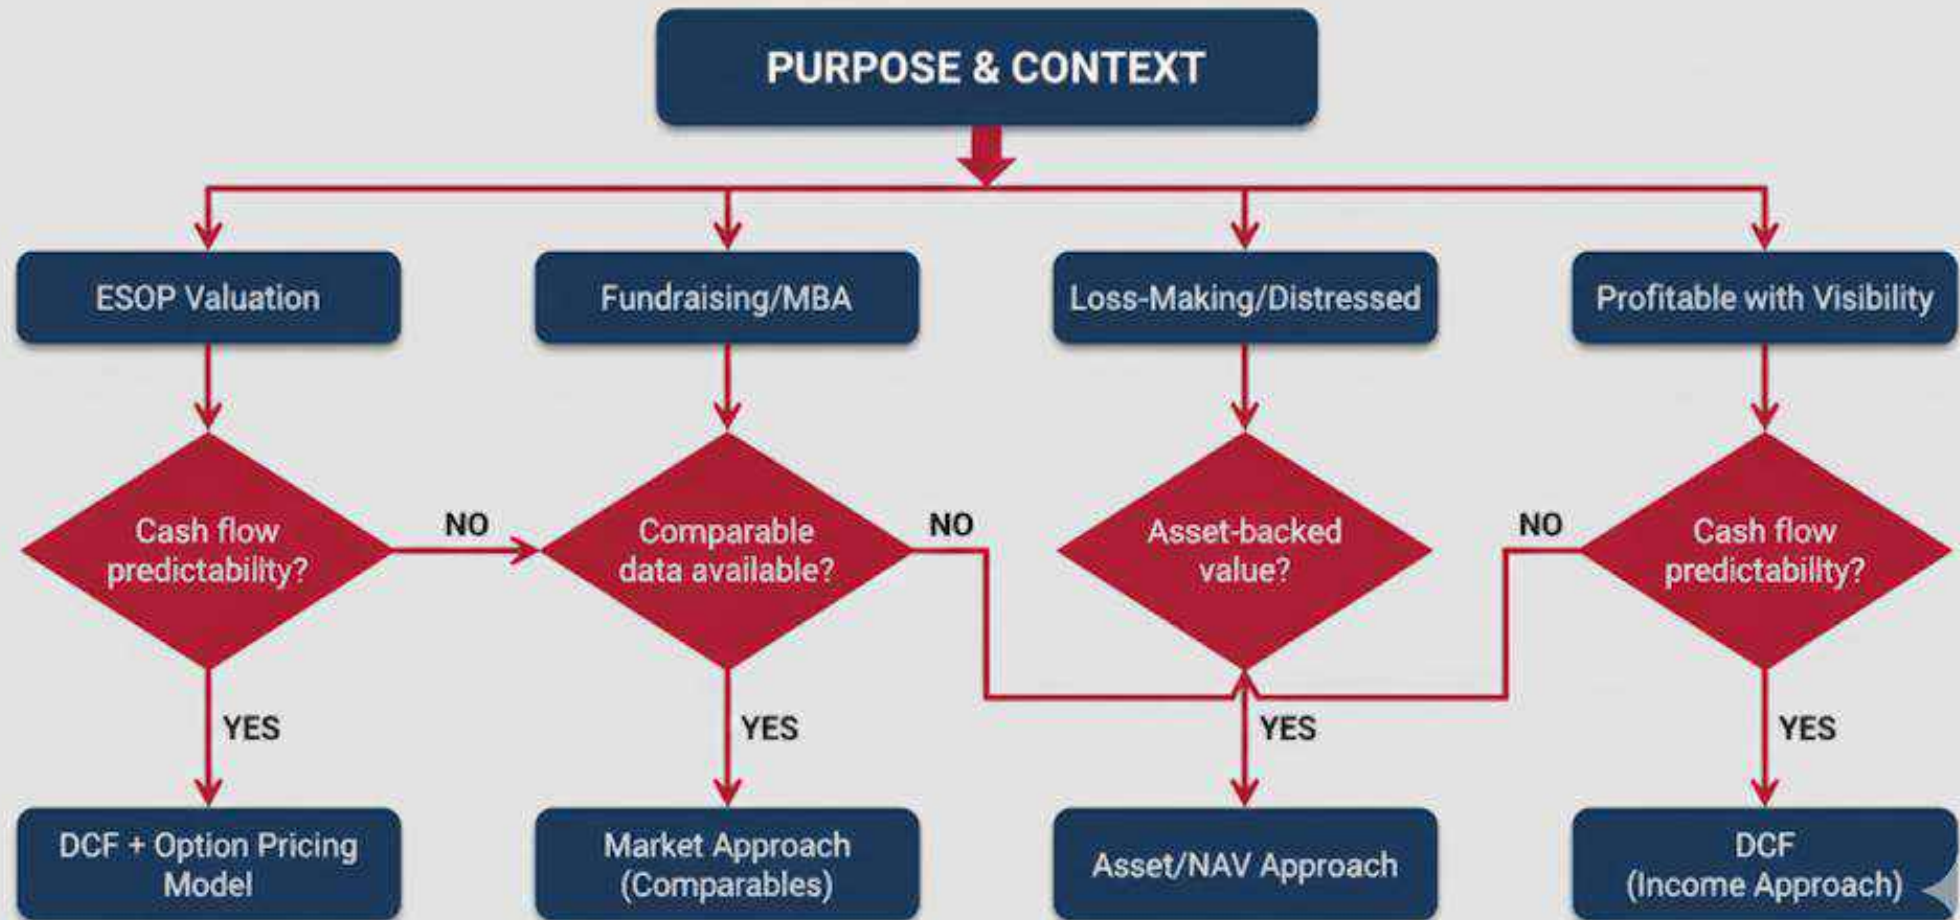 PURPOSE & CONTEXT
ESOP Valuation
Fundraising/MBA
Loss-Making/Distressed
Profitable with Visibility
Cash flow
predictability?
NO
Comparable
data available?
NO
Asset-backed
value?
NO
Cash flow
predictability?
YES
YES
YES
YES
DCF + Option Pricing
Model
Market Approach
(Comparables)
Asset/NAV Approach
DCF
(Income Approach)